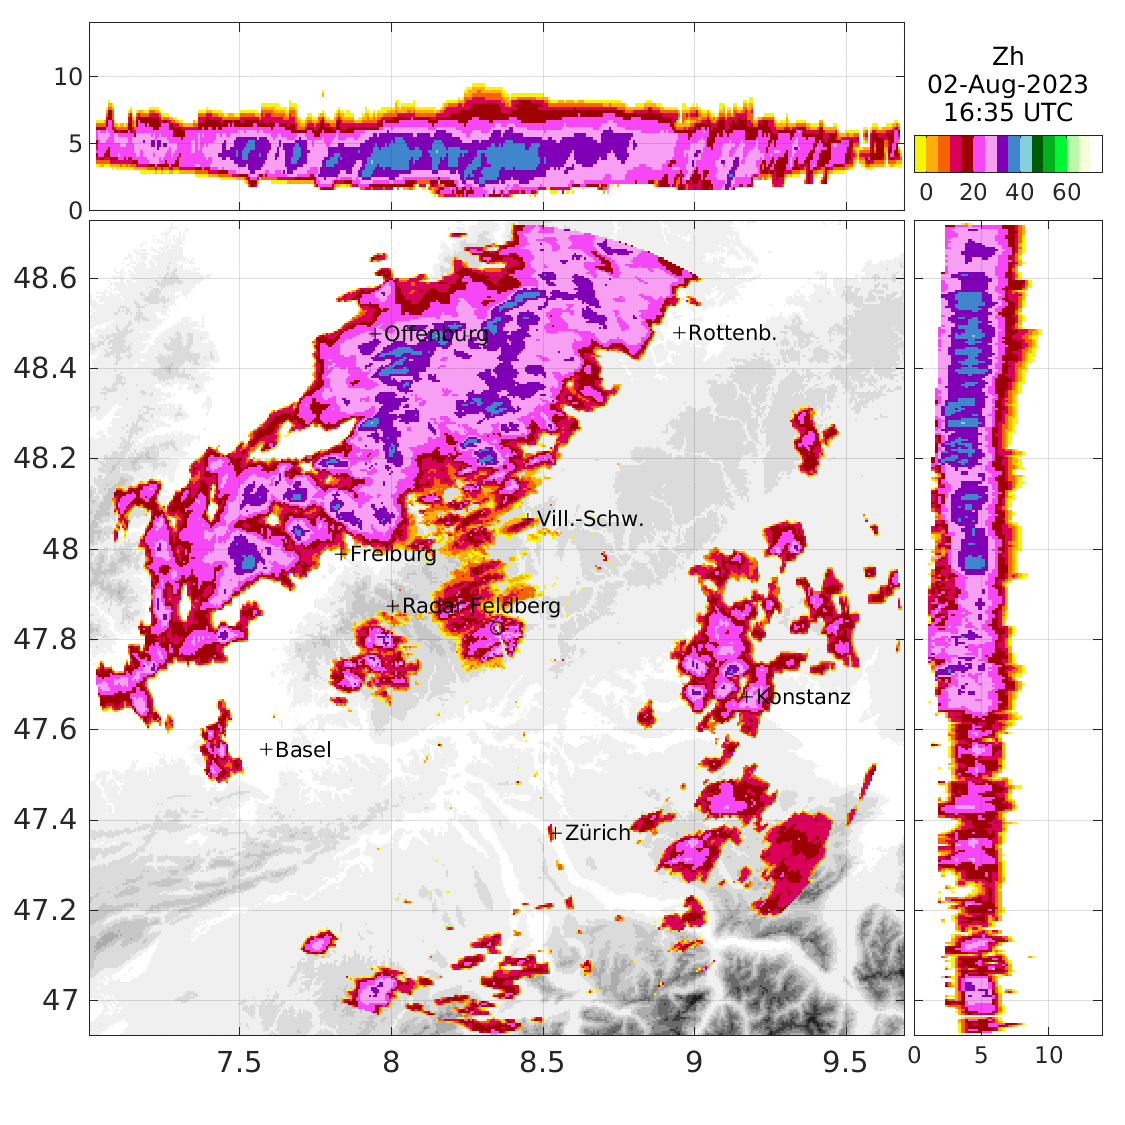 10
5
0
Zh
02-Aug-2023
16:35 UTC
0 20 40 60
48.6
48.4
48.2
48
47.8
47.6
47.4
47.2
47
Offenburg
Rottenb.
Vill.-Schw.
Freiburg
Radar Feldberg
Konstanz
Basel
Zürich
7.5 8 8.5 9 9.5
0 5 10